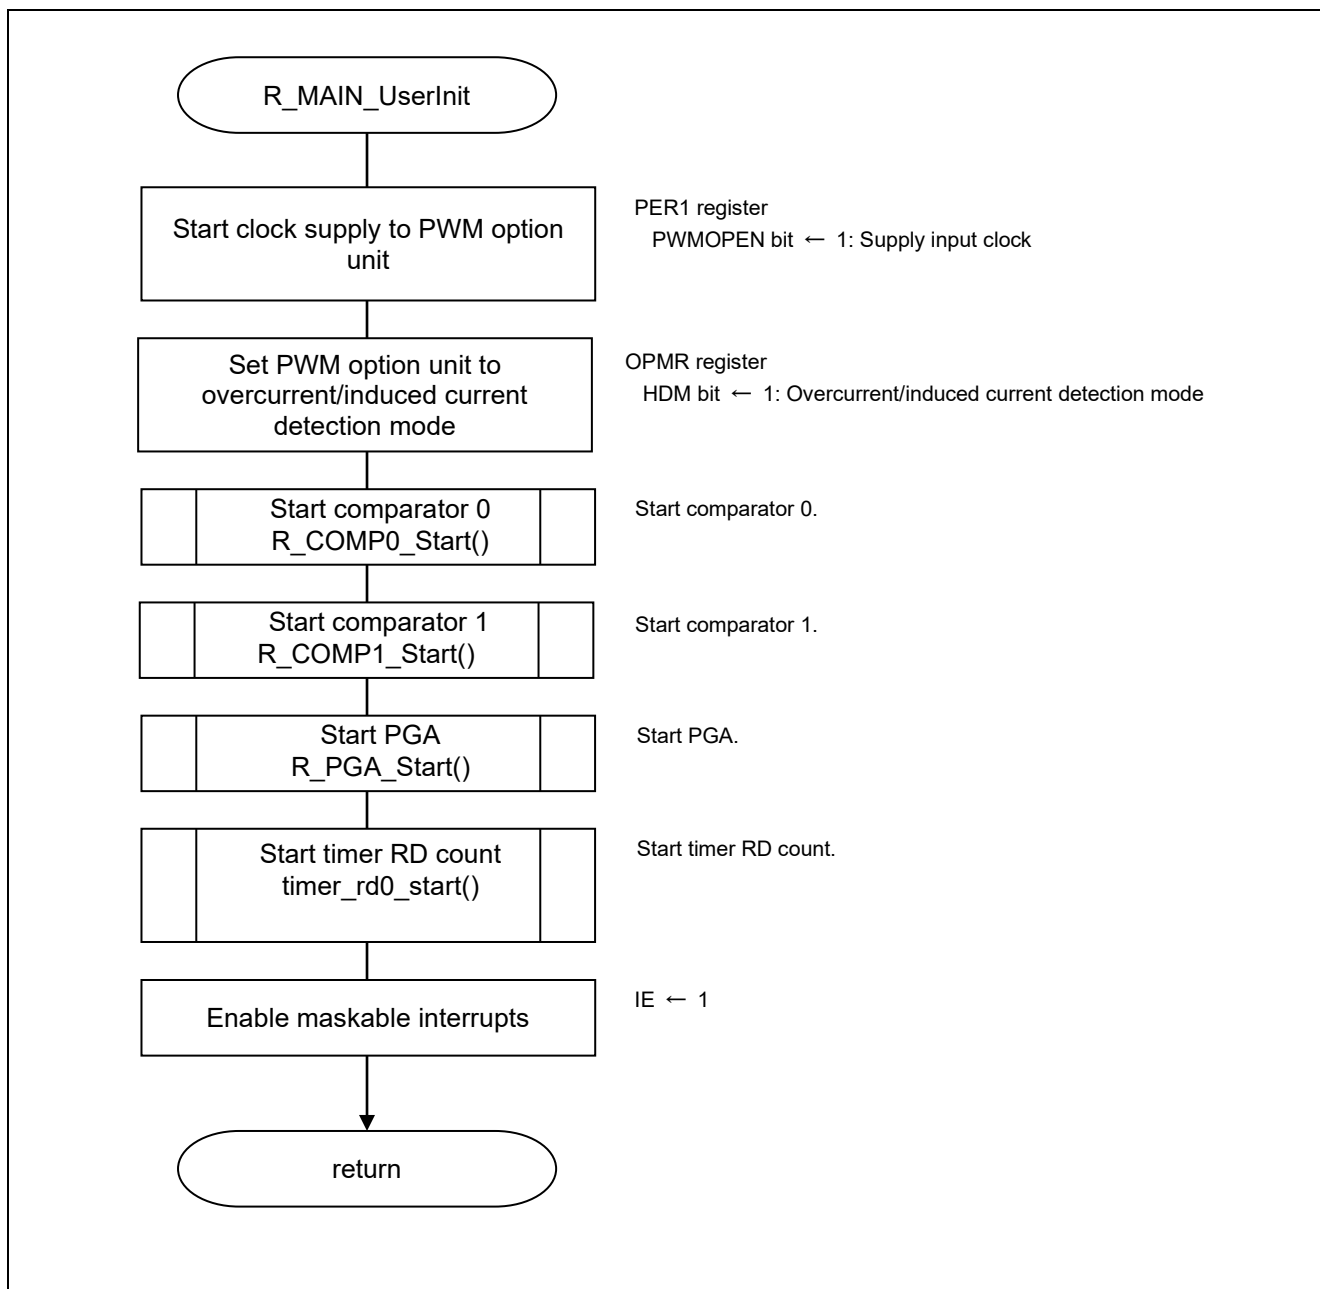 R_MAIN_UserInit
Start clock supply to PWM option
unit
PER1 register
PWMOPEN bit ← 1: Supply input clock
Set PWM option unit to
overcurrent/induced current
detection mode
OPMR register
HDM bit ← 1: Overcurrent/induced current detection mode
Start comparator 0
R_COMP0_Start()
Start comparator 0.
Start comparator 1
R_COMP1_Start()
Start comparator 1.
Start PGA
R_PGA_Start()
Start PGA.
Start timer RD count
timer_rd0_start()
Start timer RD count.
Enable maskable interrupts
IE ← 1
return